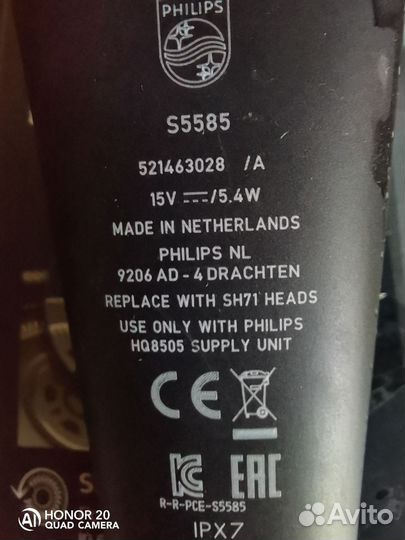 PHILIPS
S5585
521463028 /A
15V ⎓ /5.4W
MADE IN NETHERLANDS
PHILIPS NL
9206 AD-4 DRACHTEN
REPLACE WITH SH71 HEADS
USE ONLY WITH PHILIPS
HQ8505 SUPPLY UNIT
CE
EAC
R-R-PCE-S5585
IPX7
S
HONOR 20
AI QUAD CAMERA
Avito